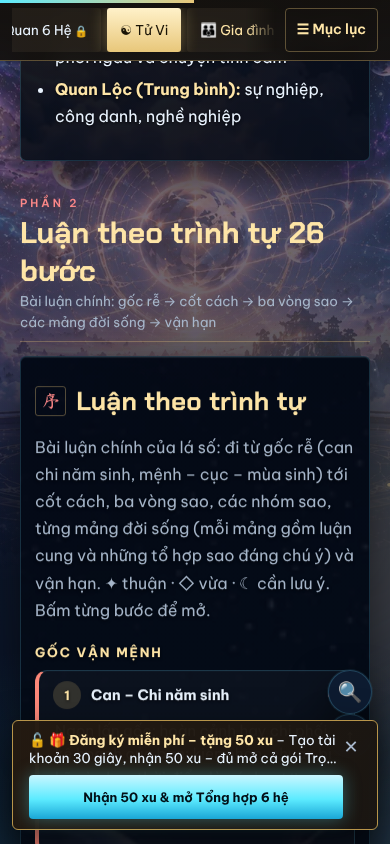 Quan 6 Hệ 🔒
☯ Tử Vi
👪 Gia đình
☰ Mục lục
• Quan Lộc (Trung bình): sự nghiệp,
công danh, nghề nghiệp
PHẦN 2
Luận theo trình tự 26
bước
Bài luận chính: gốc rễ → cốt cách → ba vòng sao →
các mảng đời sống → vận hạn
序 Luận theo trình tự
Bài luận chính của lá số: đi từ gốc rễ (can
chi năm sinh, mệnh – cục – mùa sinh) tới
cốt cách, ba vòng sao, các nhóm sao,
từng mảng đời sống (mỗi mảng gồm luận
cung và những tổ hợp sao đáng chú ý) và
vận hạn. ✦ thuận · ◇ vừa · ☾ cần lưu ý.
Bấm từng bước để mở.
GỐC VẬN MỆNH
1 Can – Chi năm sinh
🔓 🎁 Đăng ký miễn phí – tặng 50 xu – Tạo tài
khoản 30 giây, nhận 50 xu – đủ mở cả gói Trọ…
✕
Nhận 50 xu & mở Tổng hợp 6 hệ